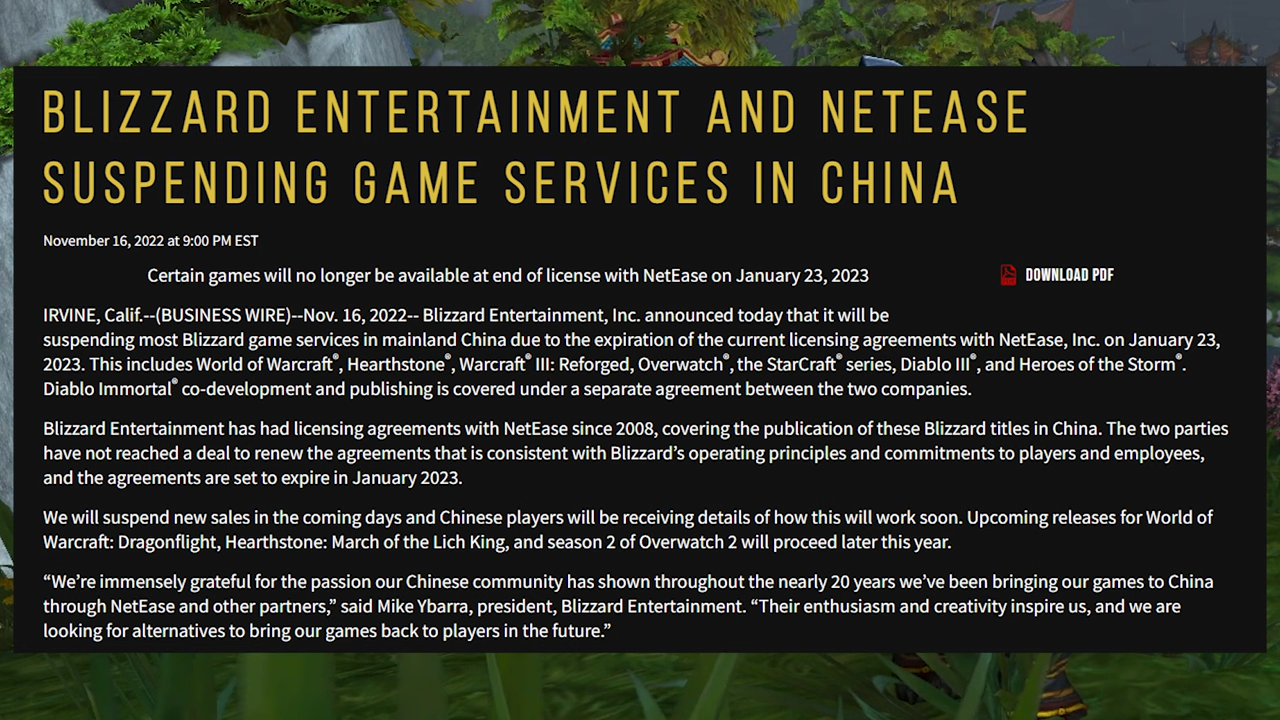 BLIZZARD ENTERTAINMENT AND NETEASE
SUSPENDING GAME SERVICES IN CHINA
November 16, 2022 at 9:00 PM EST
Certain games will no longer be available at end of license with NetEase on January 23, 2023
DOWNLOAD PDF
IRVINE, Calif.--(BUSINESS WIRE)--Nov. 16, 2022-- Blizzard Entertainment, Inc. announced today that it will be
suspending most Blizzard game services in mainland China due to the expiration of the current licensing agreements with NetEase, Inc. on January 23,
2023. This includes World of Warcraft®, Hearthstone®, Warcraft® III: Reforged, Overwatch®, the StarCraft® series, Diablo III®, and Heroes of the Storm®.
Diablo Immortal® co-development and publishing is covered under a separate agreement between the two companies.
Blizzard Entertainment has had licensing agreements with NetEase since 2008, covering the publication of these Blizzard titles in China. The two parties
have not reached a deal to renew the agreements that is consistent with Blizzard’s operating principles and commitments to players and employees,
and the agreements are set to expire in January 2023.
We will suspend new sales in the coming days and Chinese players will be receiving details of how this will work soon. Upcoming releases for World of
Warcraft: Dragonflight, Hearthstone: March of the Lich King, and season 2 of Overwatch 2 will proceed later this year.
“We’re immensely grateful for the passion our Chinese community has shown throughout the nearly 20 years we’ve been bringing our games to China
through NetEase and other partners,” said Mike Ybarra, president, Blizzard Entertainment. “Their enthusiasm and creativity inspire us, and we are
looking for alternatives to bring our games back to players in the future.”